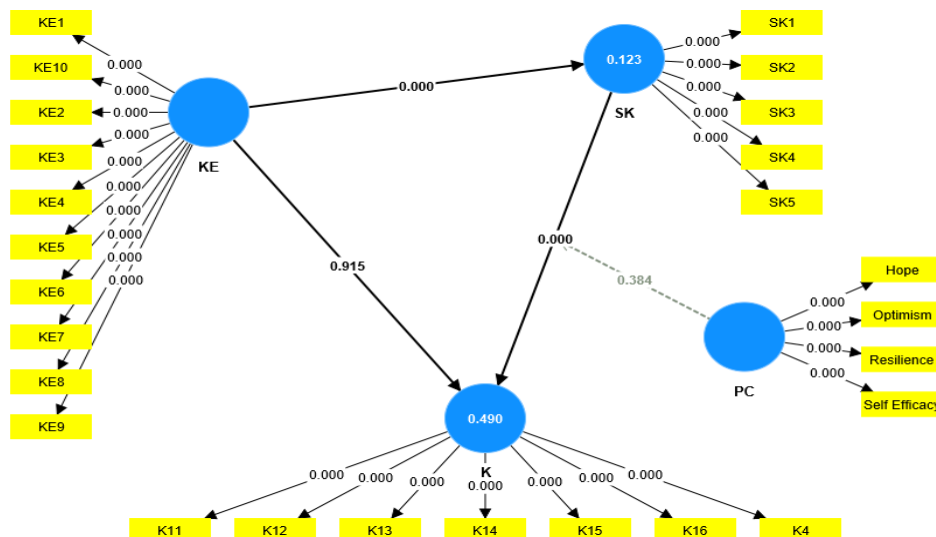 KE1
KE10
KE2
KE3
KE4
KE5
KE6
KE7
KE8
KE9
0.000
0.000
0.000
0.000
0.000
0.000
0.000
0.000
0.000
0.000
KE
0.000
0.915
0.123
SK
0.000
0.000
0.000
0.000
0.000
SK1
SK2
SK3
SK4
SK5
0.000
0.384
PC
0.000
0.000
0.000
0.000
Hope
Optimism
Resilience
Self Efficacy
0.490
K
0.000
0.000
0.000
0.000
0.000
0.000
0.000
K11
K12
K13
K14
K15
K16
K4